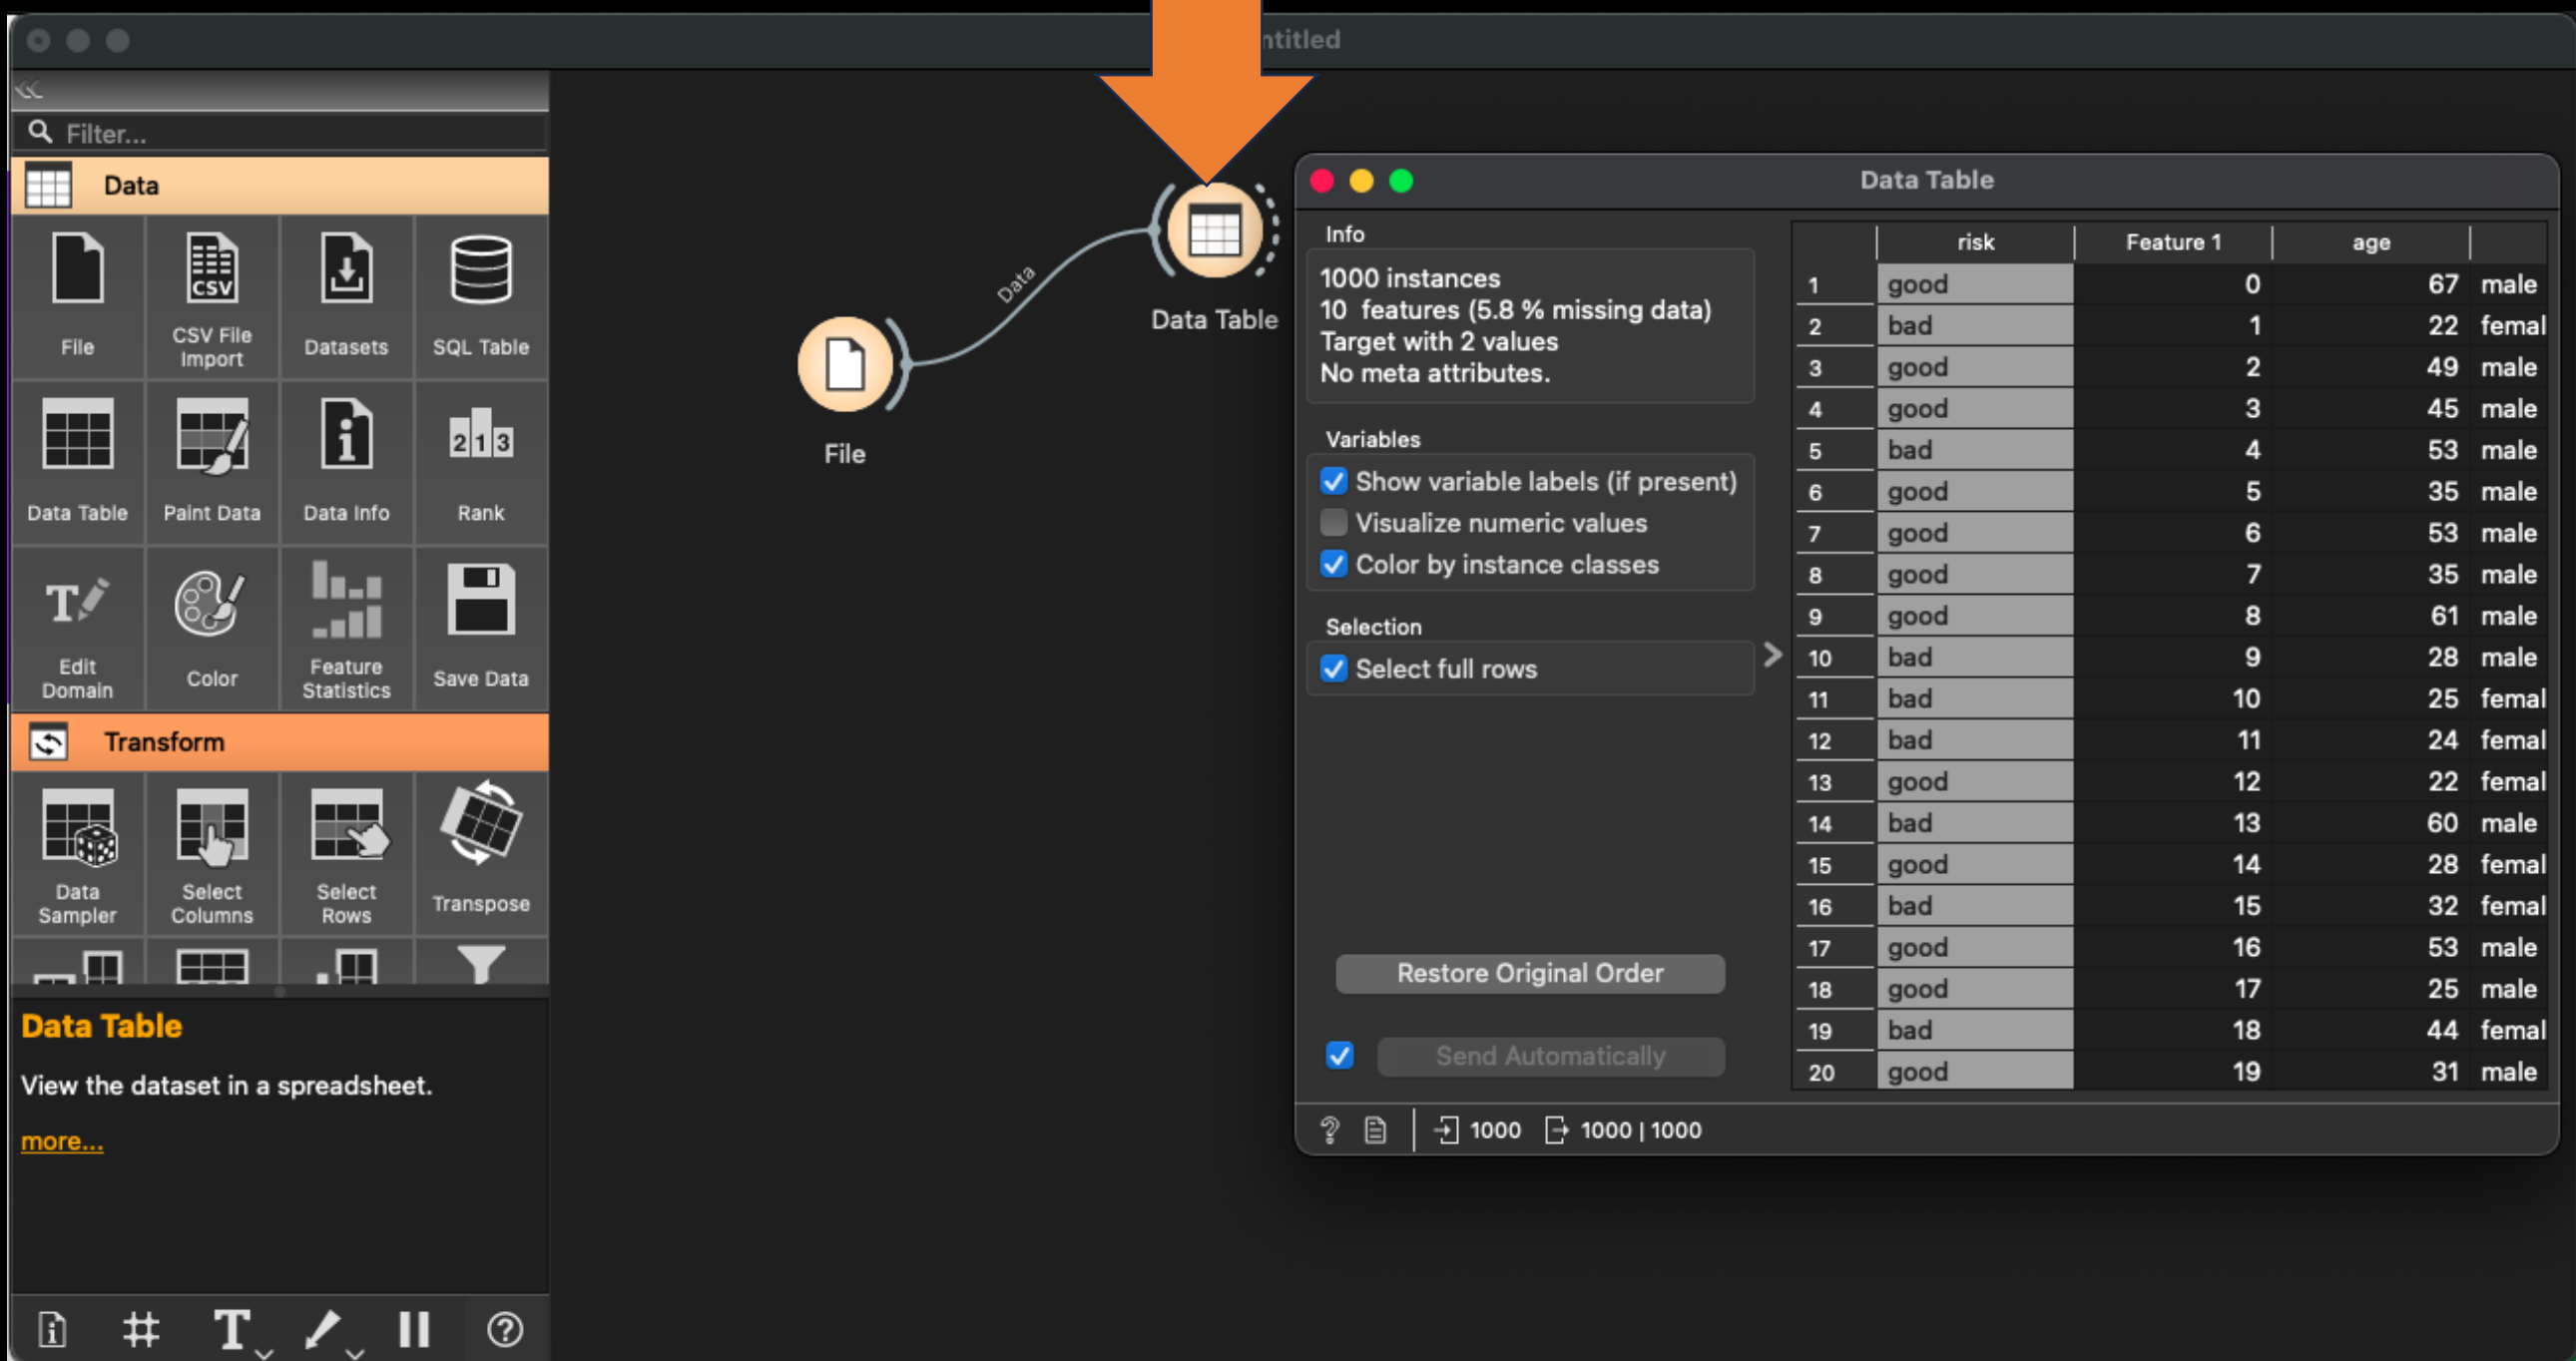 ntitled
Filter...
Data
File
CSV
CSV File
Import
Datasets
SQL Table
Data Table
Paint Data
Data Info
2 1 3
Rank
T
Edit
Domain
Color
Feature
Statistics
Save Data
Transform
Data
Sampler
Select
Columns
Select
Rows
Transpose
Data Table
View the dataset in a spreadsheet.
more...
T
File
Data
Data Table
Data Table
Info
1000 instances
10 features (5.8 % missing data)
Target with 2 values
No meta attributes.
Variables
Show variable labels (if present)
Visualize numeric values
Color by instance classes
Selection
Select full rows
Restore Original Order
Send Automatically
risk Feature 1 age
1 good 0 67 male
2 bad 1 22 femal
3 good 2 49 male
4 good 3 45 male
5 bad 4 53 male
6 good 5 35 male
7 good 6 53 male
8 good 7 35 male
9 good 8 61 male
10 bad 9 28 male
11 bad 10 25 femal
12 bad 11 24 femal
13 good 12 22 femal
14 bad 13 60 male
15 good 14 28 femal
16 bad 15 32 femal
17 good 16 53 male
18 good 17 25 male
19 bad 18 44 femal
20 good 19 31 male
? 1000 1000 | 1000